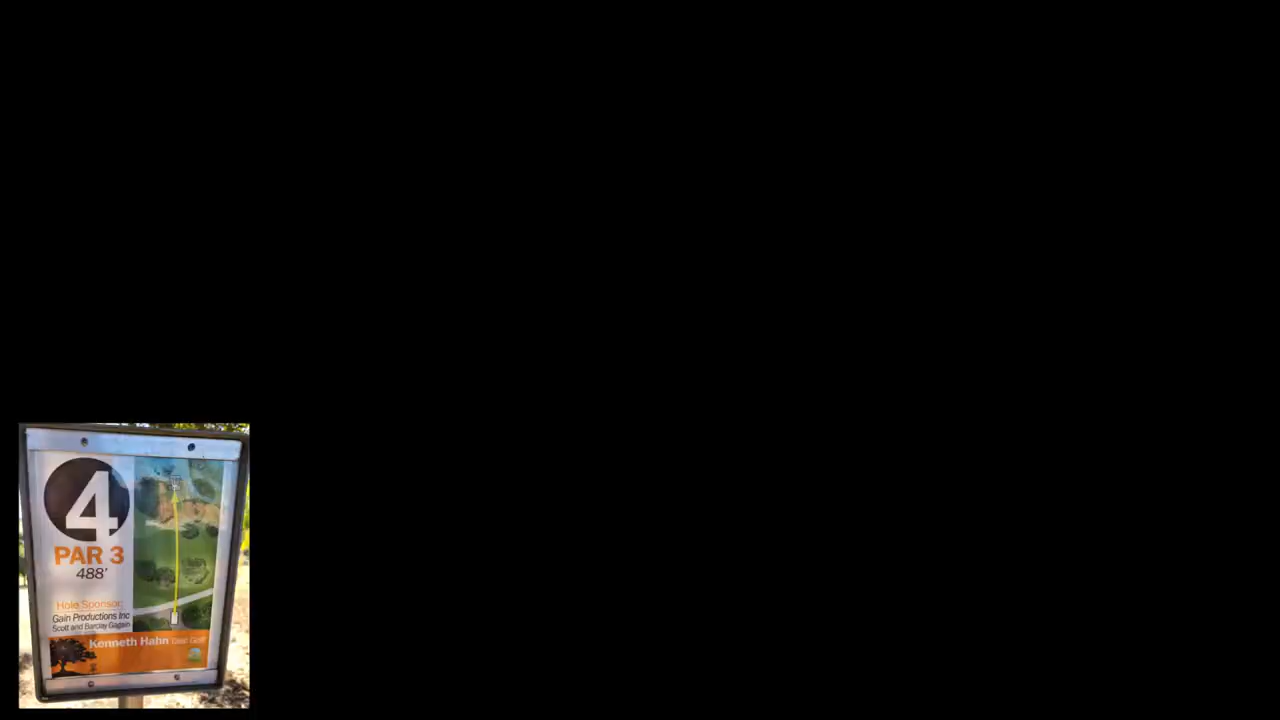 4
PAR 3
488'
Hole Sponsor:
Gain Productions Inc
Scott and Barclay Gagain
Kenneth Hahn Disc Golf